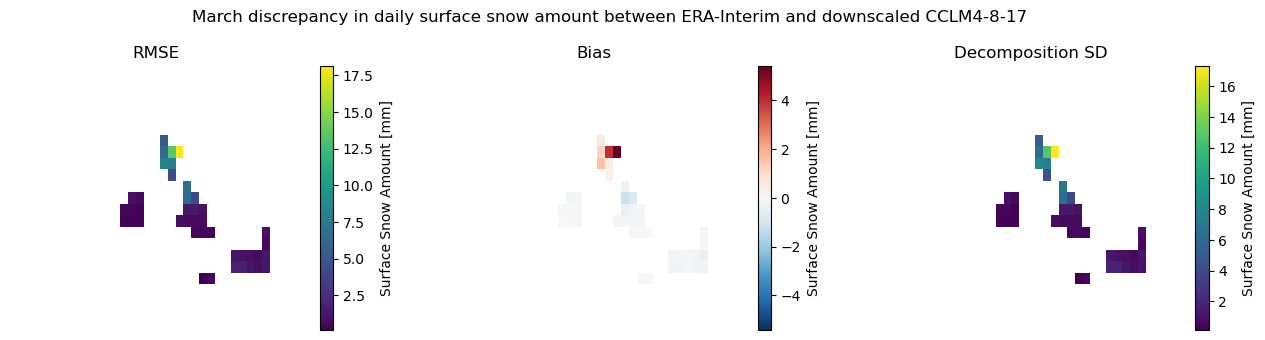 March discrepancy in daily surface snow amount between ERA-Interim and downscaled CCLM4-8-17
RMSE
Bias
Decomposition SD
17.5
15.0
12.5
10.0
7.5
5.0
2.5
Surface Snow Amount [mm]
4
2
0
−2
−4
Surface Snow Amount [mm]
16
14
12
10
8
6
4
2
Surface Snow Amount [mm]